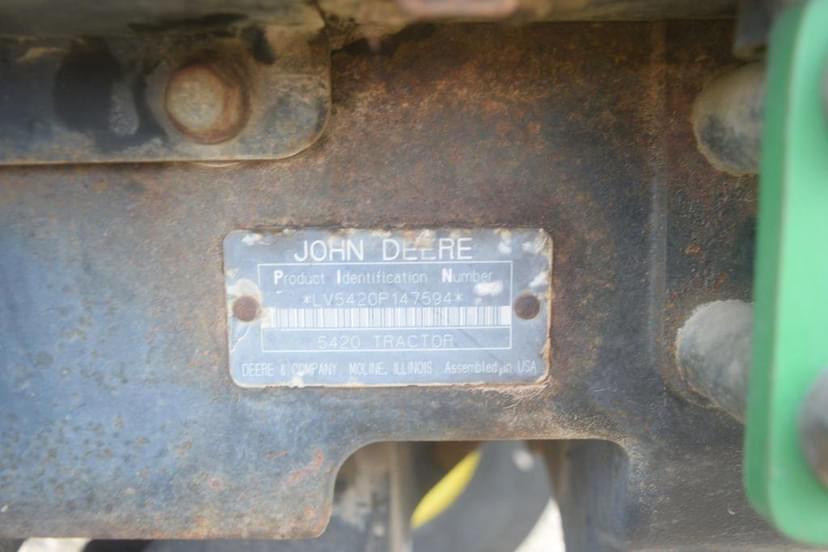 JOHN DEERE
Product Identification Number
*LV5420P147594*
5420 TRACTOR
DEERE & COMPANY MOLINE, ILLINOIS Assembled in USA